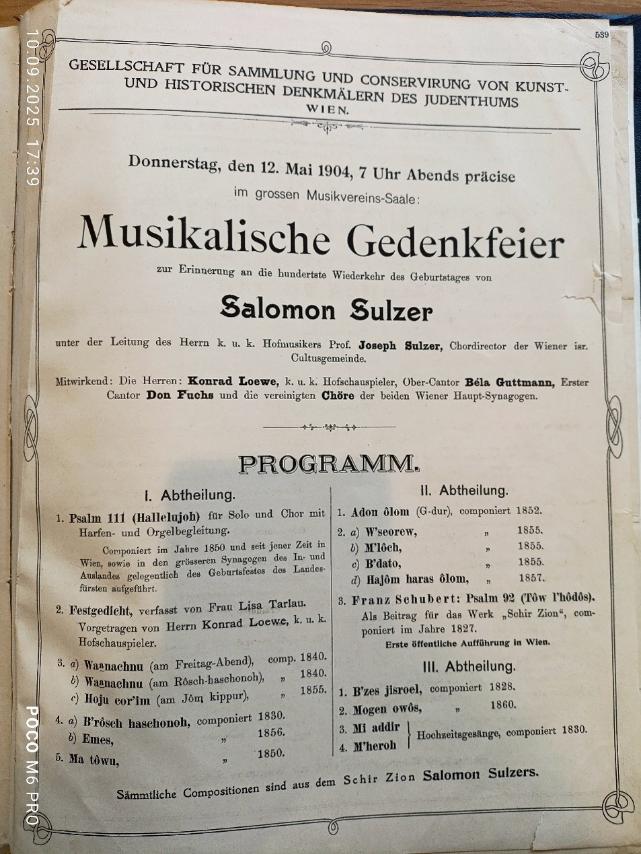 539
GESELLSCHAFT FÜR SAMMLUNG UND CONSERVIRUNG VON KUNST-
UND HISTORISCHEN DENKMÄLERN DES JUDENTHUMS
WIEN.
Donnerstag, den 12. Mai 1904, 7 Uhr Abends präcise
im grossen Musikvereins-Saale:
Musikalische Gedenkfeier
zur Erinnerung an die hundertste Wiederkehr des Geburtstages von
Salomon Sulzer
unter der Leitung des Herrn k. u. k. Hofmusikers Prof. Joseph Sulzer, Chordirector der Wiener isr.
Cultusgemeinde.
Mitwirkend: Die Herren: Konrad Loewe, k. u. k. Hofschauspieler, Ober-Cantor Béla Guttmann, Erster
Cantor Don Fuchs und die vereinigten Chöre der beiden Wiener Haupt-Synagogen.
PROGRAMM.
I. Abtheilung.
1. Psalm 111 (Hallelujoh) für Solo und Chor mit
Harfen- und Orgelbegleitung.
Componiert im Jahre 1850 und seit jener Zeit in
Wien, sowie in den grösseren Synagogen des In- und
Auslandes gelegentlich des Geburtsfestes des Landes-
fürsten aufgeführt.
2. Festgedicht, verfasst von Frau Lisa Tarlau.
Vorgetragen von Herrn Konrad Loewe, k. u. k.
Hofschauspieler.
3. a) Waąnachnu (am Freitag-Abend), comp. 1840.
b) Waąnachnu (am Rôsch-haschonoh), „ 1840.
c) Hoju cor'im (am Jôm kippur), „ 1855.
4. a) B'rôsch haschonoh, componiert 1830.
b) Emes, „ 1856.
5. Ma tôwu, „ 1850.
II. Abtheilung.
1. Adon ôlom (G-dur), componiert 1852.
2. a) W'seorew, „ 1855.
b) M'lôch, „ 1855.
c) B'dato, „ 1855.
d) Hajôm haras ôlom, „ 1857.
3. Franz Schubert: Psalm 92 (Tôw l'hôdôs).
Als Beitrag für das Werk „Schir Zion“, com-
poniert im Jahre 1827.
Erste öffentliche Aufführung in Wien.
III. Abtheilung.
1. B'zes jisroel, componiert 1828.
2. Mogen owôs, „ 1860.
3. Mi addir
4. M'heroh
Hochzeitsgesänge, componiert 1830.
Sämmtliche Compositionen sind aus dem Schir Zion Salomon Sulzers.
10.09.2025 17:39
POCO M6 PRO